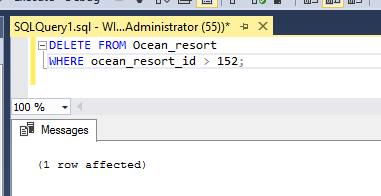 SQLQuery1.sql - WI...Administrator (55))*
DELETE FROM Ocean_resort
WHERE ocean_resort_id > 152;
100 %
Messages
(1 row affected)